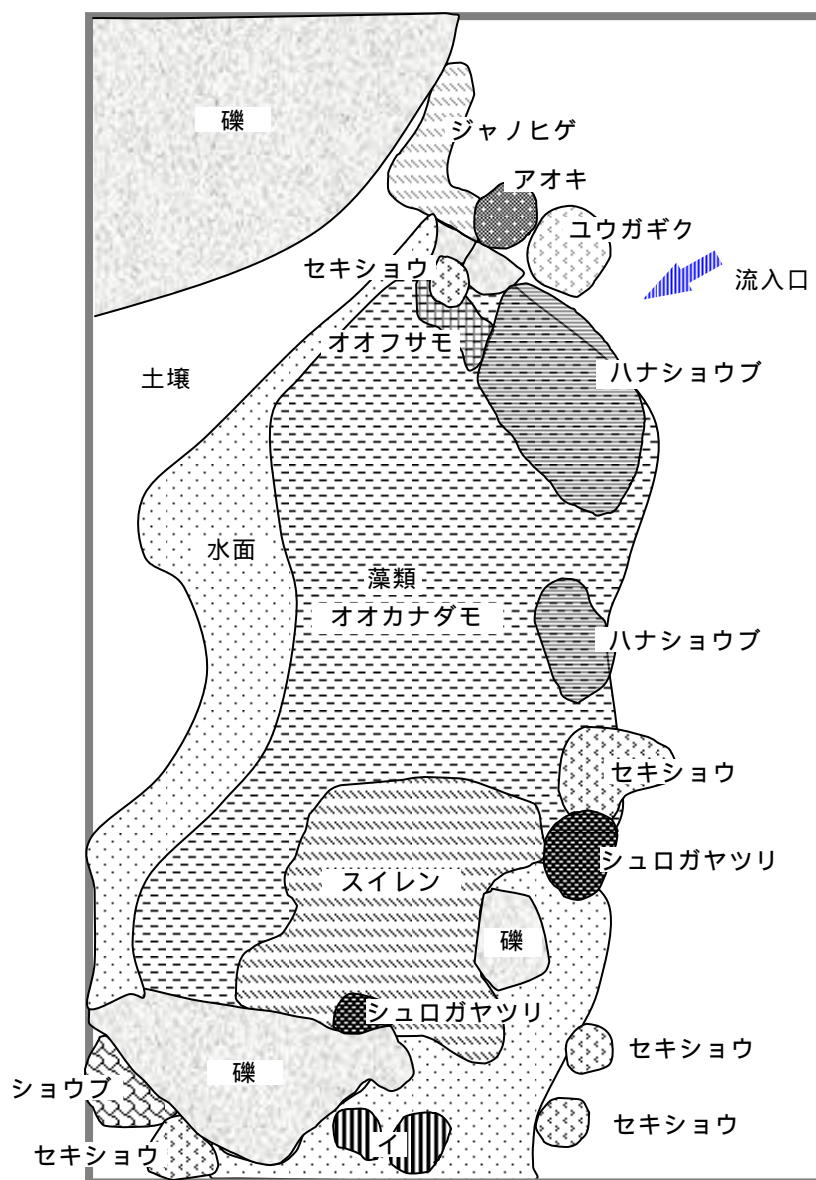 礫
ジャノヒゲ
アオキ
ユウガギク
セキショウ
流入口
オオフサモ
土壌
ハナショウブ
水面
藻類
オオカナダモ
ハナショウブ
セキショウ
シュロガヤツリ
スイレン
礫
シュロガヤツリ
セキショウ
礫
ショウブ
セキショウ
イ
セキショウ